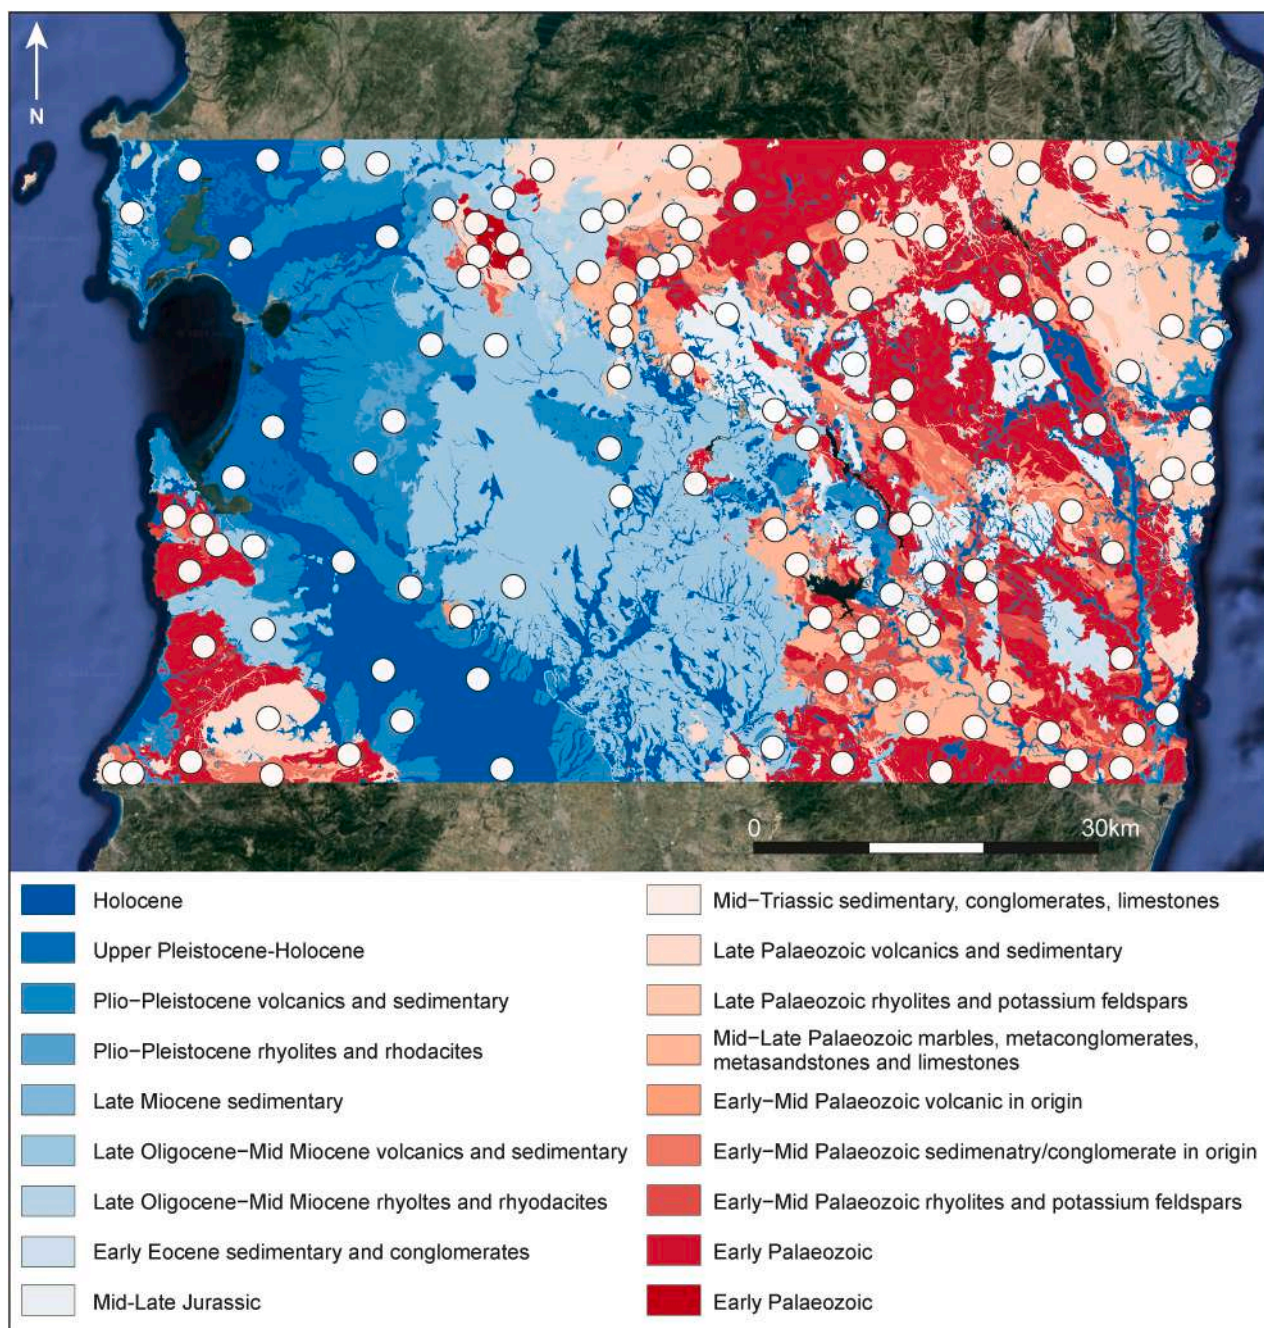 N
0 30km
Holocene
Upper Pleistocene-Holocene
Plio–Pleistocene volcanics and sedimentary
Plio–Pleistocene rhyolites and rhodacites
Late Miocene sedimentary
Late Oligocene–Mid Miocene volcanics and sedimentary
Late Oligocene–Mid Miocene rhyoltes and rhyodacites
Early Eocene sedimentary and conglomerates
Mid-Late Jurassic
Mid–Triassic sedimentary, conglomerates, limestones
Late Palaeozoic volcanics and sedimentary
Late Palaeozoic rhyolites and potassium feldspars
Mid–Late Palaeozoic marbles, metaconglomerates,
metasandstones and limestones
Early–Mid Palaeozoic volcanic in origin
Early–Mid Palaeozoic sedimenatry/conglomerate in origin
Early–Mid Palaeozoic rhyolites and potassium feldspars
Early Palaeozoic
Early Palaeozoic